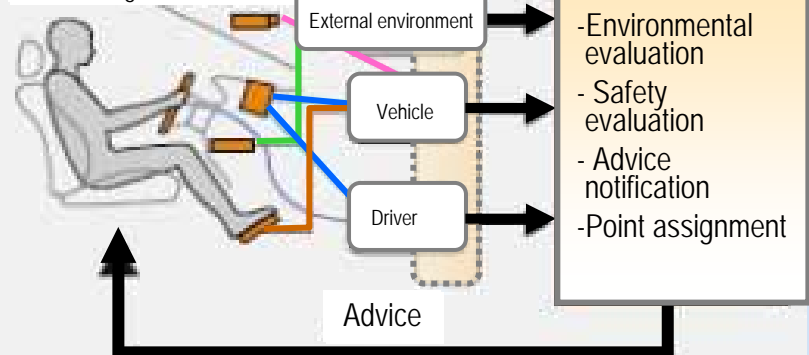 External environment
Vehicle
Driver
-Environmental
evaluation
- Safety
evaluation
- Advice
notification
-Point assignment
Advice